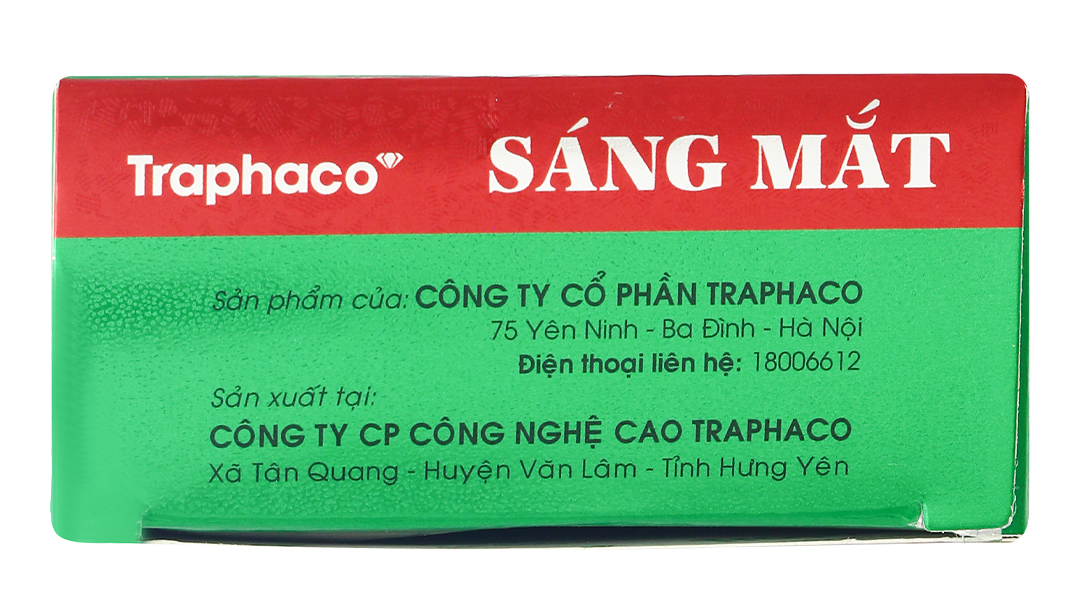 Traphaco SÁNG MẮT
Sản phẩm của: CÔNG TY CỔ PHẦN TRAPHACO
75 Yên Ninh - Ba Đình - Hà Nội
Điện thoại liên hệ: 18006612
Sản xuất tại:
CÔNG TY CP CÔNG NGHỆ CAO TRAPHACO
Xã Tân Quang - Huyện Văn Lâm - Tỉnh Hưng Yên